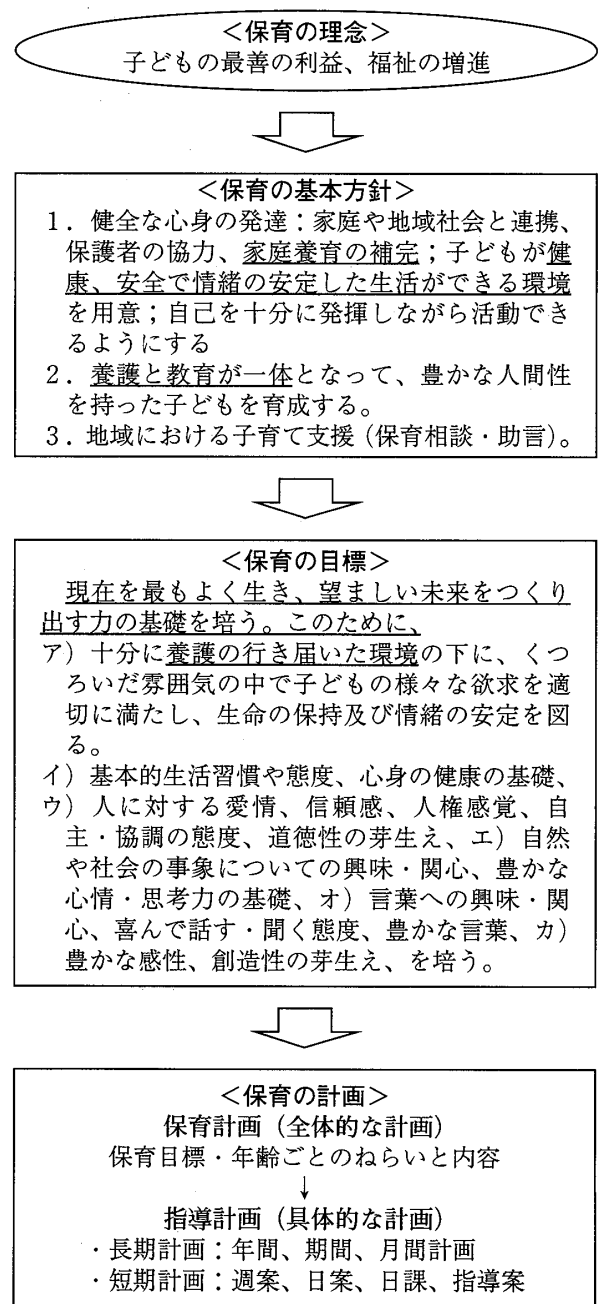 ＜保育の理念＞
子どもの最善の利益、福祉の増進
＜保育の基本方針＞
1．健全な心身の発達：家庭や地域社会と連携、
保護者の協力、家庭養育の補完；子どもが健
康、安全で情緒の安定した生活ができる環境
を用意；自己を十分に発揮しながら活動でき
るようにする
2．養護と教育が一体となって、豊かな人間性
を持った子どもを育成する。
3．地域における子育て支援（保育相談・助言）。
＜保育の目標＞
現在を最もよく生き、望ましい未来をつくり
出す力の基礎を培う。このために、
ア）十分に養護の行き届いた環境の下に、くつ
ろいだ雰囲気の中で子どもの様々な欲求を適
切に満たし、生命の保持及び情緒の安定を図
る。
イ）基本的生活習慣や態度、心身の健康の基礎、
ウ）人に対する愛情、信頼感、人権感覚、自
主・協調の態度、道徳性の芽生え、エ）自然
や社会の事象についての興味・関心、豊かな
心情・思考力の基礎、オ）言葉への興味・関
心、喜んで話す・聞く態度、豊かな言葉、カ）
豊かな感性、創造性の芽生え、を培う。
＜保育の計画＞
保育計画（全体的な計画）
保育目標・年齢ごとのねらいと内容
↓
指導計画（具体的な計画）
・長期計画：年間、期間、月間計画
・短期計画：週案、日案、日課、指導案